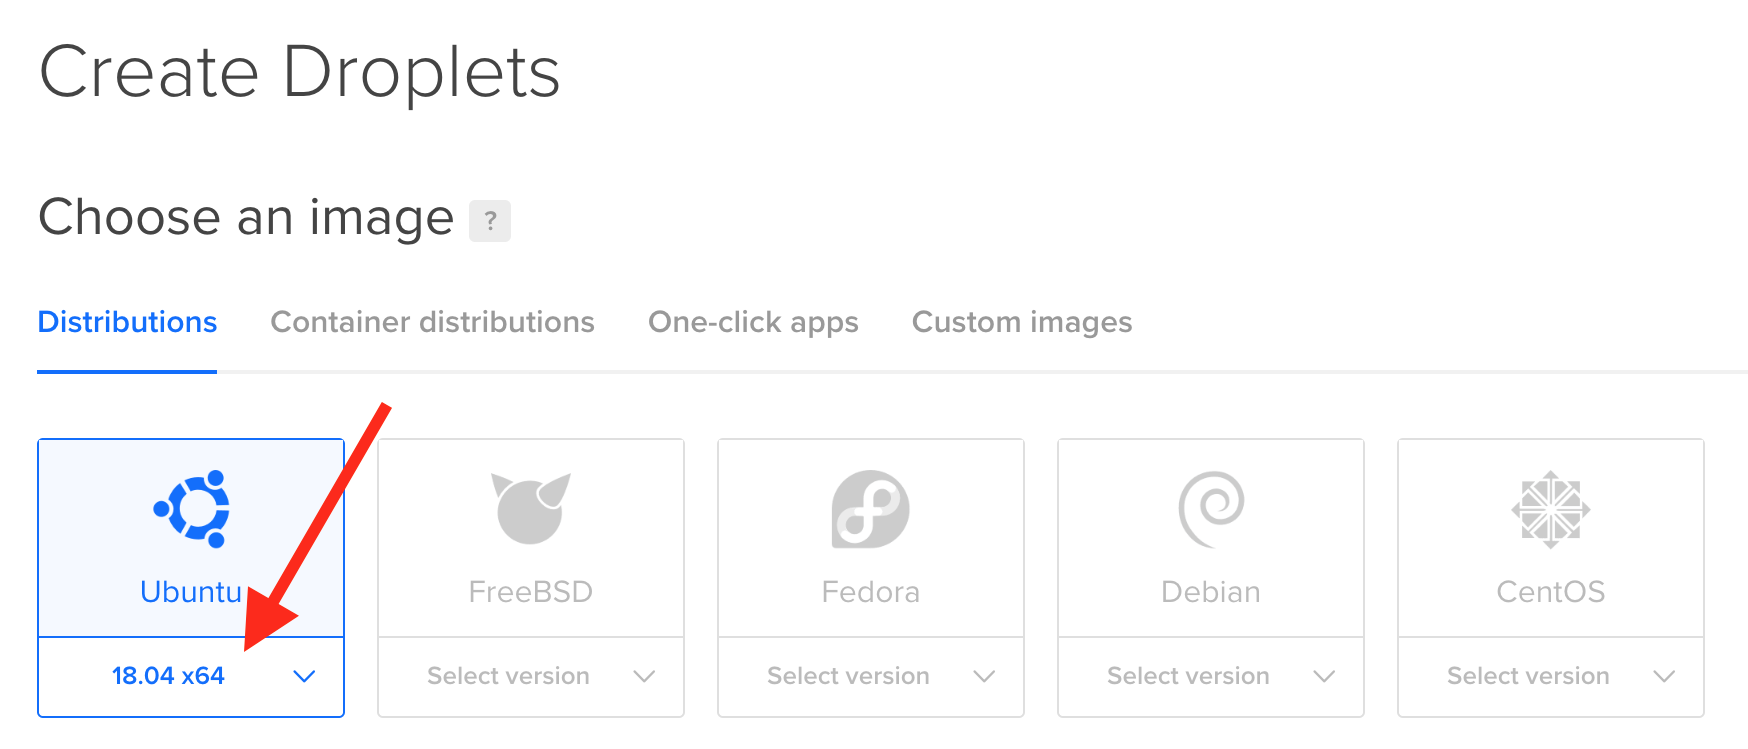 Create Droplets
Choose an image ?
Distributions Container distributions One-click apps Custom images
Ubuntu FreeBSD Fedora Debian CentOS
18.04 x64 Select version Select version Select version Select version